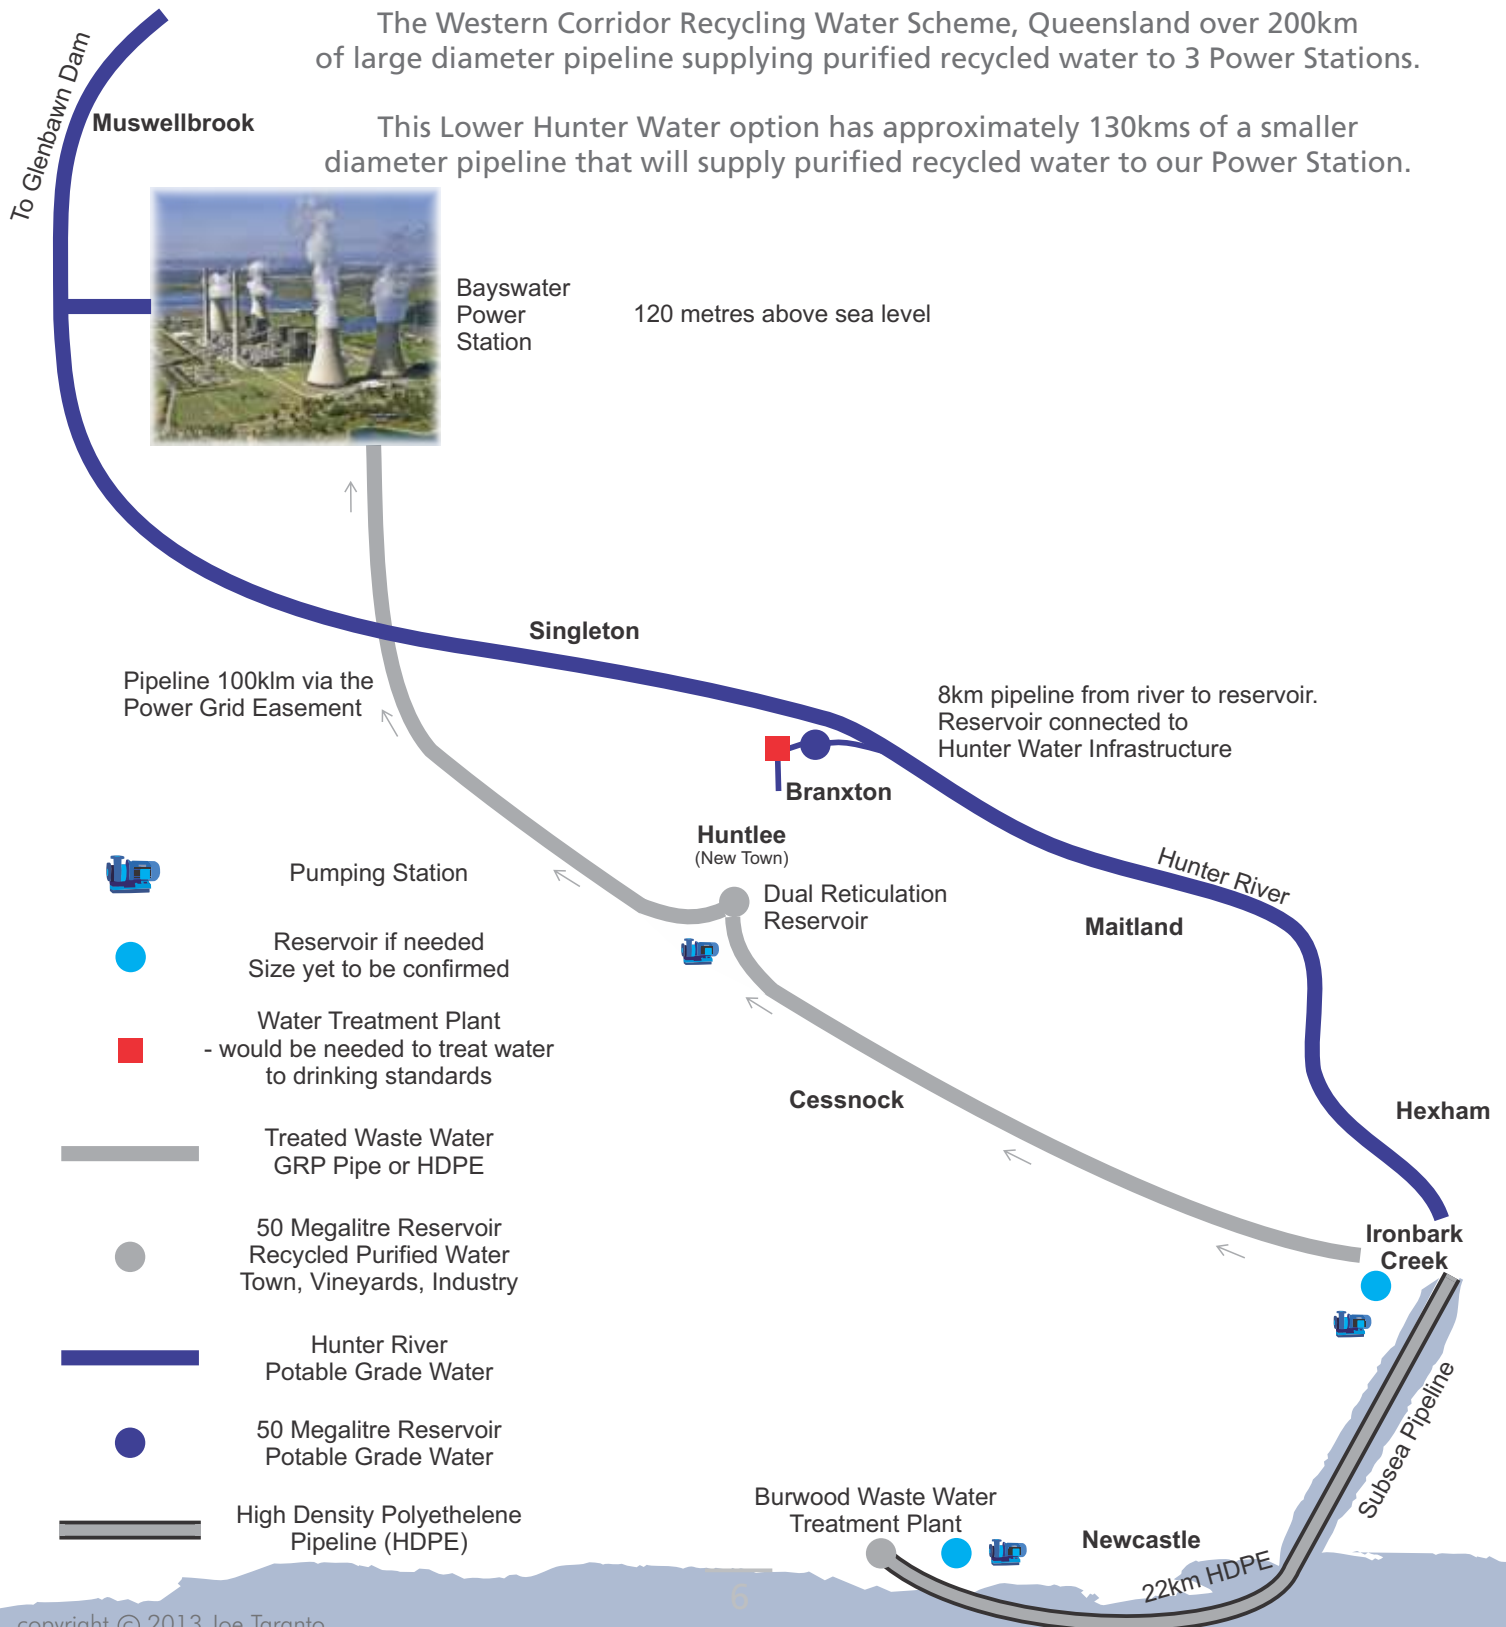 The Western Corridor Recycling Water Scheme, Queensland over 200km
of large diameter pipeline supplying purified recycled water to 3 Power Stations.
This Lower Hunter Water option has approximately 130kms of a smaller
diameter pipeline that will supply purified recycled water to our Power Station.
To Glenbawn Dam
Muswellbrook
Bayswater
Power
Station
120 metres above sea level
Singleton
Pipeline 100klm via the
Power Grid Easement
8km pipeline from river to reservoir.
Reservoir connected to
Hunter Water Infrastructure
Branxton
Huntlee
(New Town)
Dual Reticulation
Reservoir
Hunter River
Maitland
Cessnock
Hexham
Ironbark
Creek
Subsea Pipeline
Pumping Station
Reservoir if needed
Size yet to be confirmed
Water Treatment Plant
- would be needed to treat water
to drinking standards
Treated Waste Water
GRP Pipe or HDPE
50 Megalitre Reservoir
Recycled Purified Water
Town, Vineyards, Industry
Hunter River
Potable Grade Water
50 Megalitre Reservoir
Potable Grade Water
High Density Polyethelene
Pipeline (HDPE)
Burwood Waste Water
Treatment Plant
Newcastle
22km HDPE
6
copyright © 2013 Joe Taranto